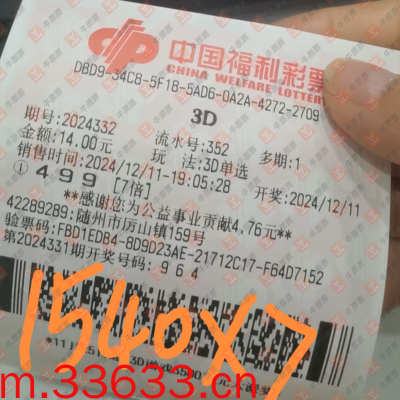 中国福利彩票
CHINA WELFARE LOTTERY
DBD9-34C8-5F18-5AD6-0A2A-4272-2709
3D
期号:2024332 流水号:352 多期:1
金额:14.00元 玩 法:3D单选
销售时间:2024/12/11-19:05:28 开奖:2024/12/11
① 4 9 9 [7倍]
**感谢您为公益事业贡献4.76元**
42289289:随州市厉山镇159号
验票码:FBD1EDB4-8D9D23AE-21712C17-F64D7152
第2024331期开奖号码:9 6 4
1540X7
m.33633.cn